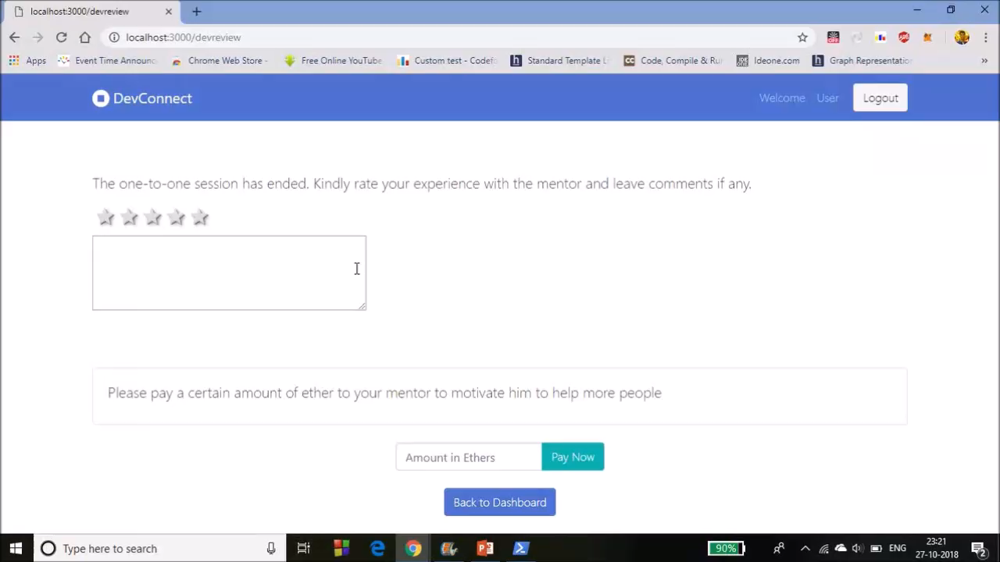 localhost:3000/devreview
localhost:3000/devreview
Apps
Event Time Announc
Chrome Web Store -
Free Online YouTube
Custom test - Codef
Standard Template L
Code, Compile & Ru
Ideone.com
Graph Representatio
DevConnect
Welcome
User
Logout
The one-to-one session has ended. Kindly rate your experience with the mentor and leave comments if any.
Please pay a certain amount of ether to your mentor to motivate him to help more people
Amount in Ethers
Pay Now
Back to Dashboard
Type here to search
90%
ENG
23:21
27-10-2018
2